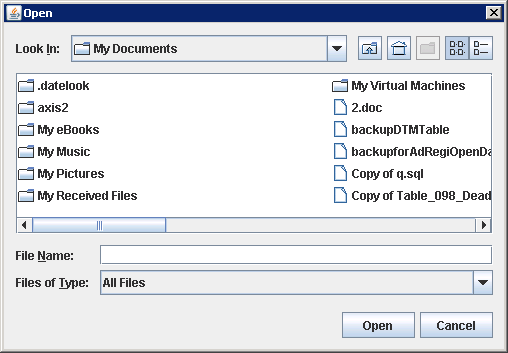 Open
Look In: My Documents
.datelook
axis2
My eBooks
My Music
My Pictures
My Received Files
My Virtual Machines
2.doc
backupDTMTable
backupforAdRegiOpenDa
Copy of q.sql
Copy of Table_098_Dead
File Name:
Files of Type: All Files
Open Cancel